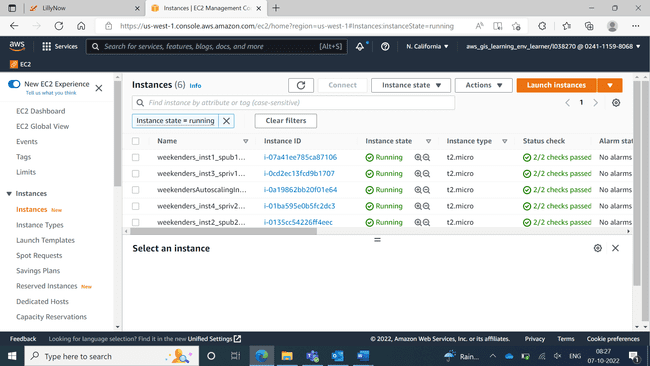 LillyNow
Instances | EC2 Management Co
https://us-west-1.console.aws.amazon.com/ec2/home?region=us-west-1#Instances:instanceState=running
aws
Services
Search for services, features, blogs, docs, and more
[Alt+S]
N. California
aws_gis_learning_env_learner/l038270 @ 0241-1159-8068
EC2
New EC2 Experience
Tell us what you think
EC2 Dashboard
EC2 Global View
Events
Tags
Limits
Instances
Instances New
Instance Types
Launch Templates
Spot Requests
Savings Plans
Reserved Instances New
Dedicated Hosts
Capacity Reservations
Instances (6) Info
Connect
Instance state
Actions
Launch instances
Find instance by attribute or tag (case-sensitive)
1
Instance state = running
Clear filters
Name Instance ID Instance state Instance type Status check Alarm stat
weekenders_inst1_spub1... i-07a41ee785ca87106 Running t2.micro 2/2 checks passed No alarms
weekenders_inst3_spriv1... i-0cd2ec13fcd9b1707 Running t2.micro 2/2 checks passed No alarms
weekendersAutoscalingIn... i-0a19862bb20f01e64 Running t2.micro 2/2 checks passed No alarms
weekenders_inst4_spriv2... i-01ba595e0b5fc2dc3 Running t2.micro 2/2 checks passed No alarms
weekenders_inst2_spub2... i-0135cc54226ff4eec Running t2.micro 2/2 checks passed No alarms
Select an instance
Feedback
Looking for language selection? Find it in the new Unified Settings
© 2022, Amazon Web Services, Inc. or its affiliates.
Privacy
Terms
Cookie preferences
Type here to search
Rain...
ENG
08:27
07-10-2022
1